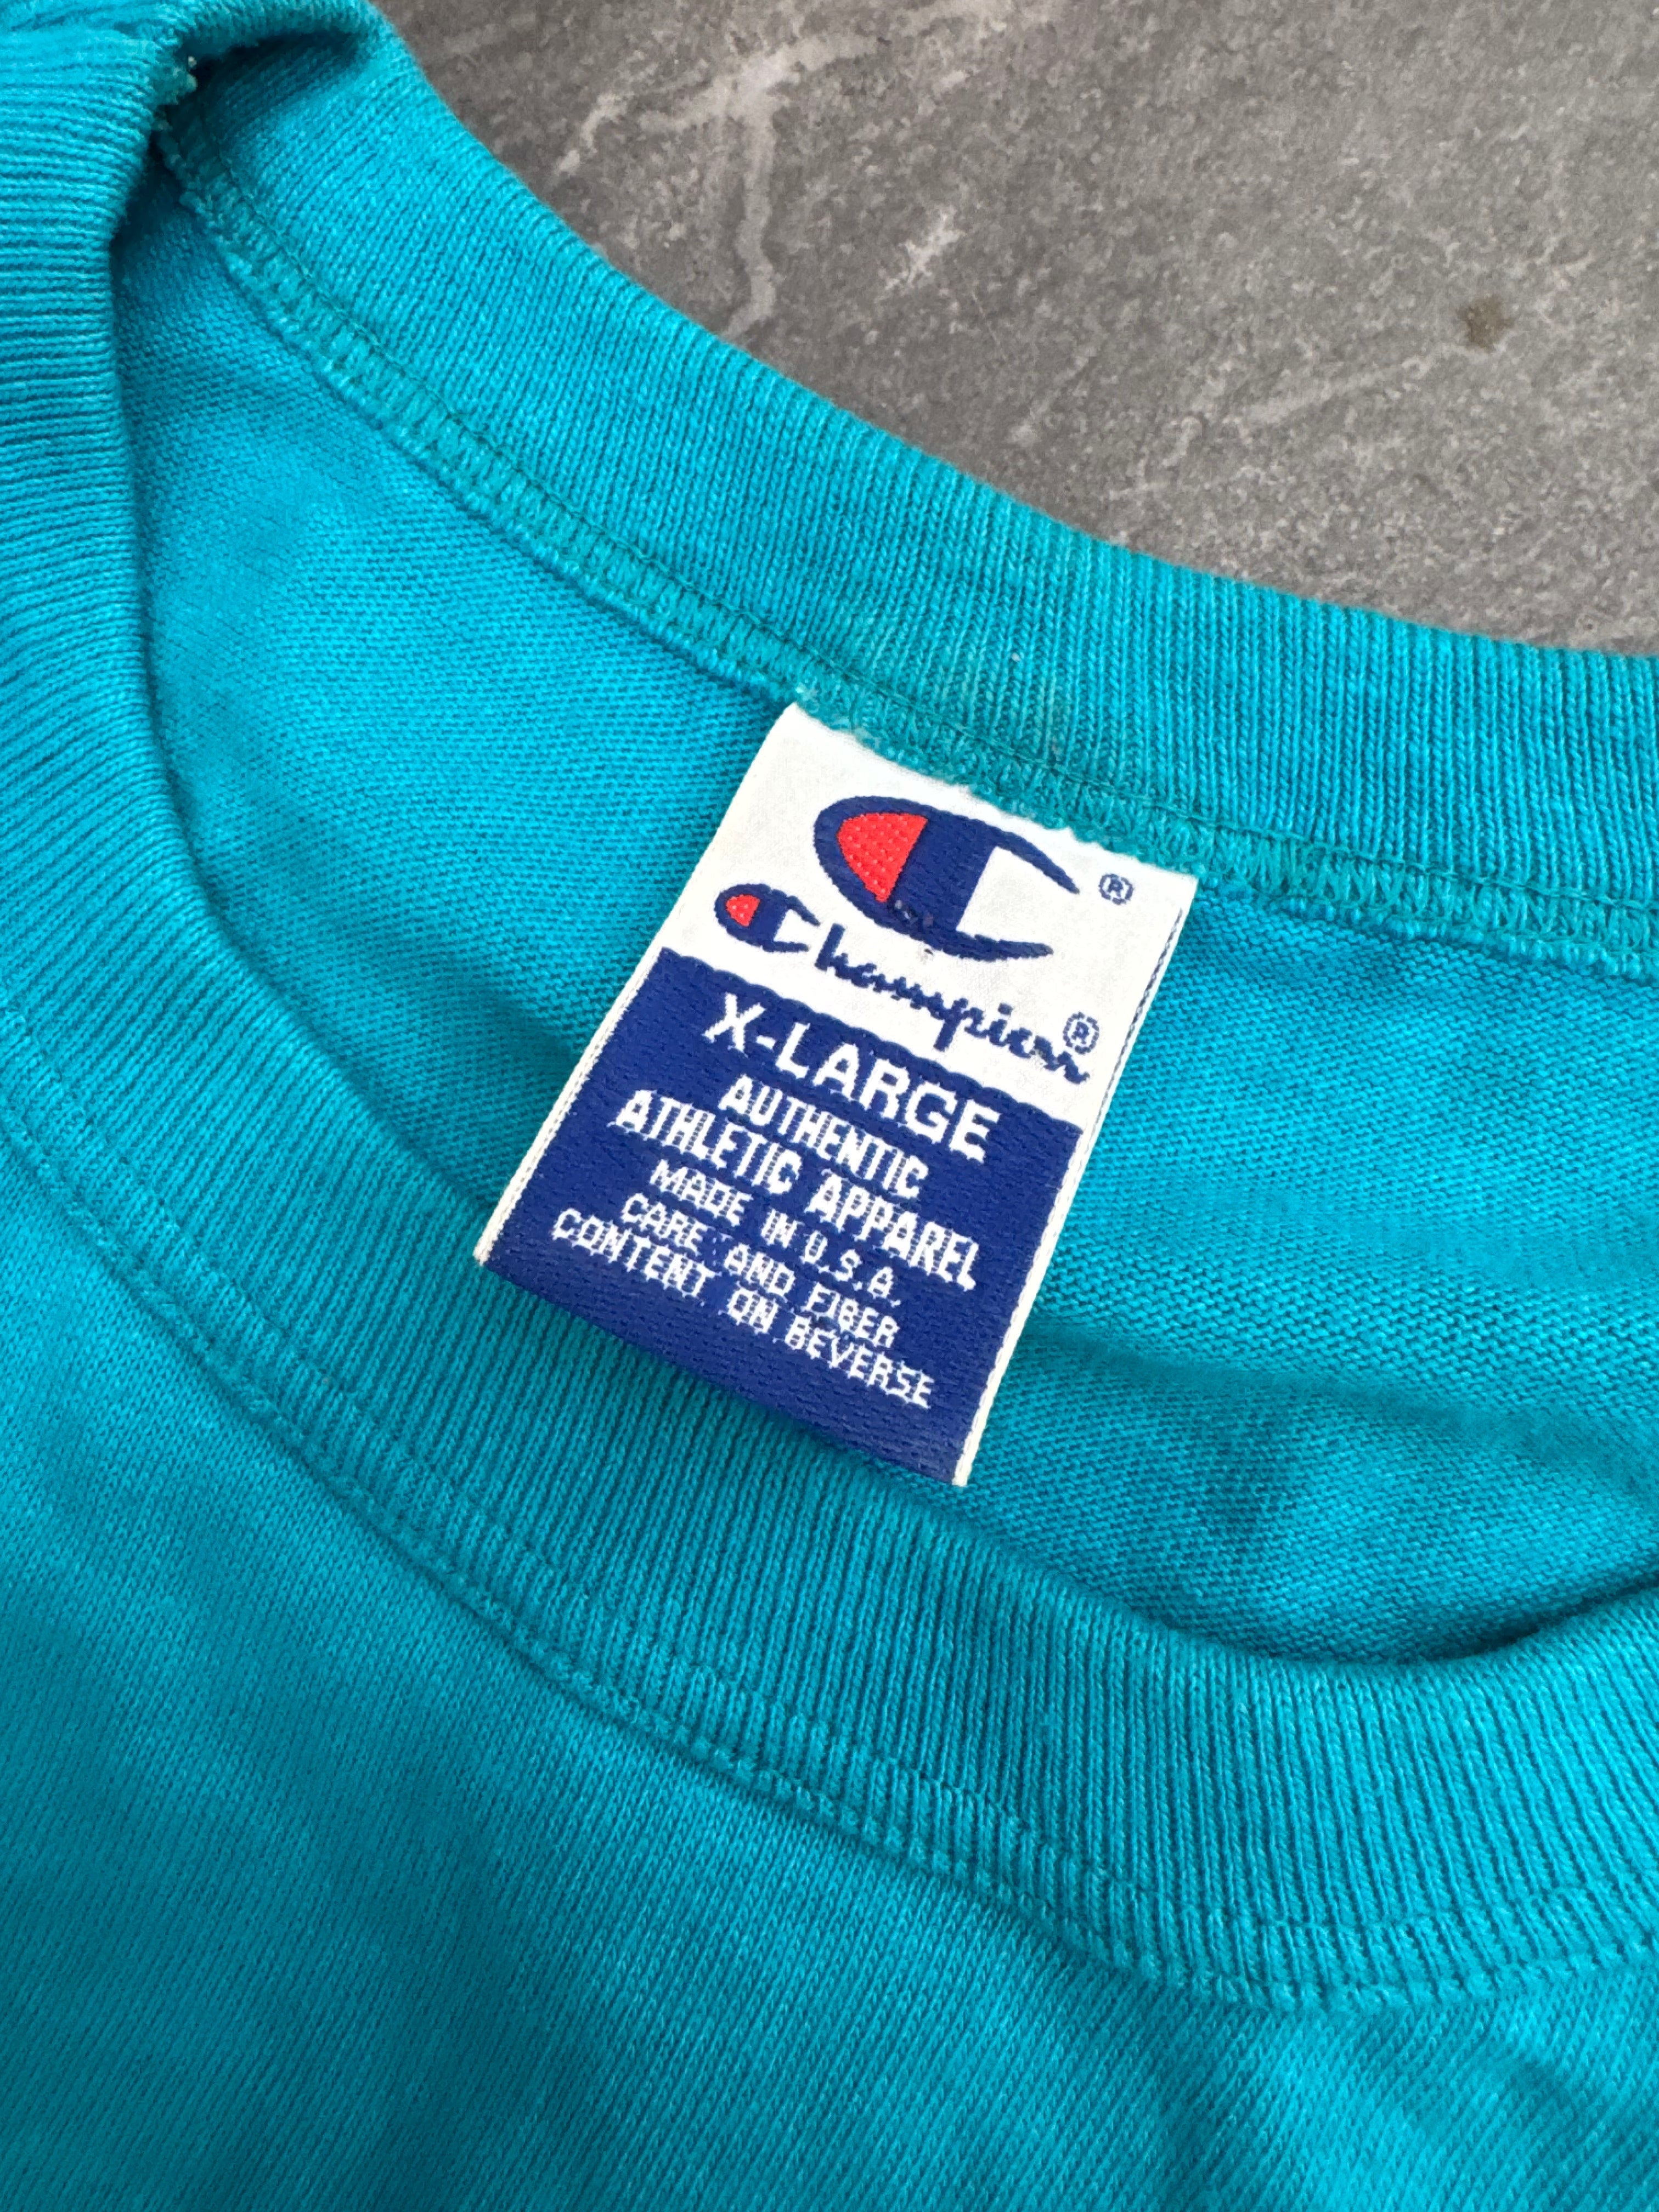 ®
Champion®
X-LARGE
AUTHENTIC
ATHLETIC APPAREL
MADE IN U.S.A.
CARE AND FIBER
CONTENT ON REVERSE